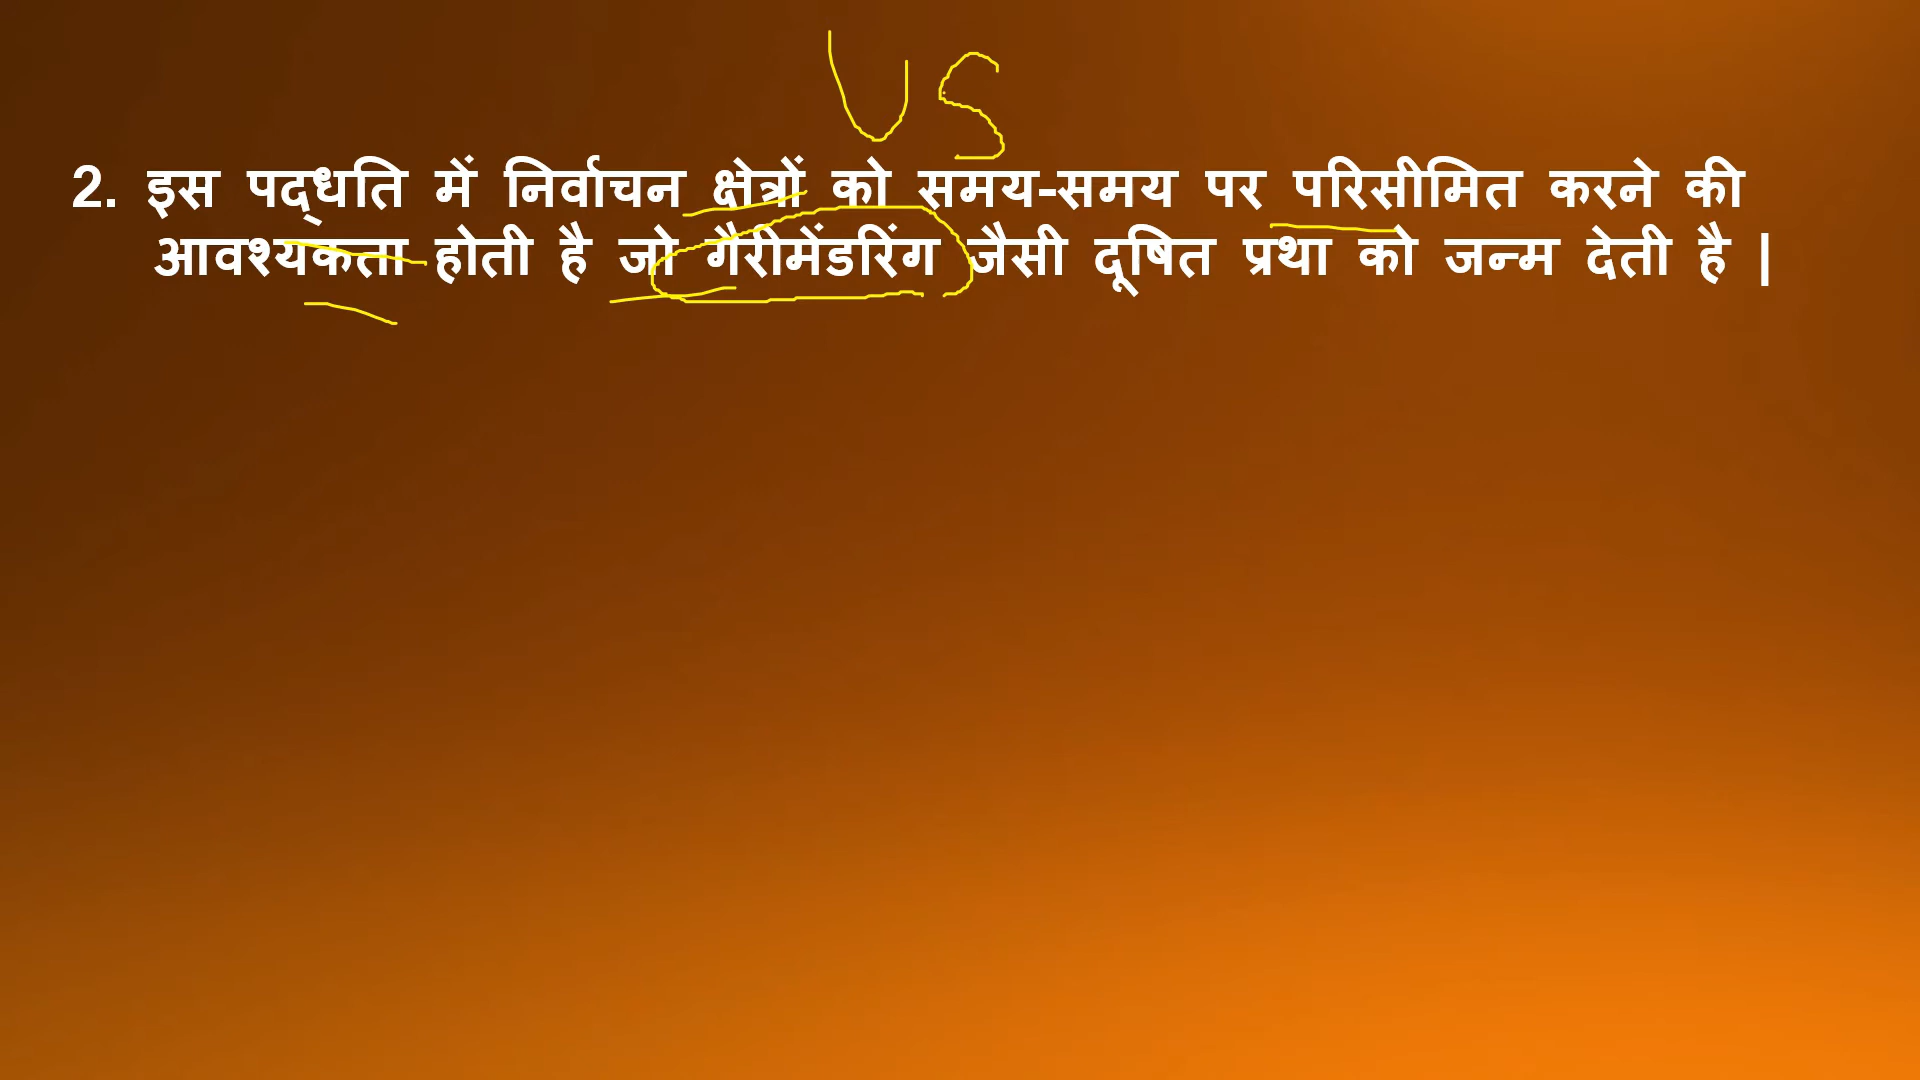 US
2. इस पद्धति में निर्वाचन क्षेत्रों को समय-समय पर परिसीमित करने की
आवश्यकता होती है जो गैरीमेंडरिंग जैसी दूषित प्रथा को जन्म देती है |